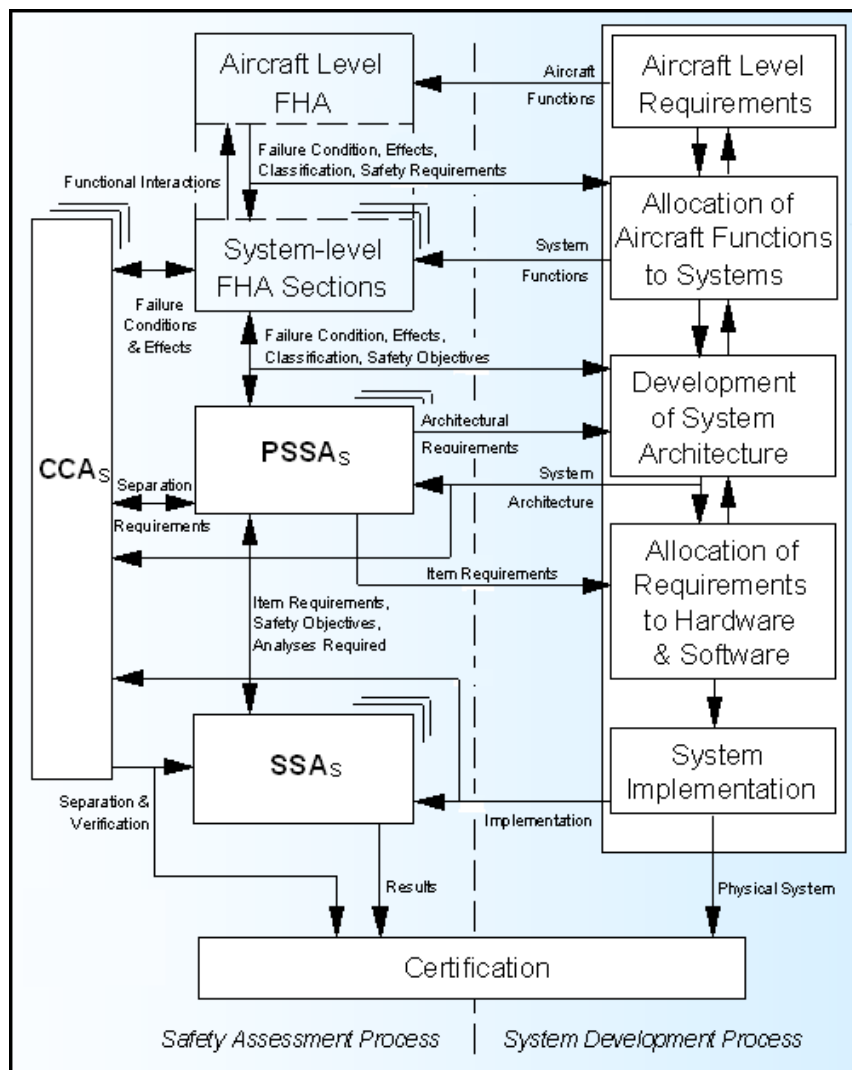 Aircraft Level
FHA
Aircraft
Functions
Aircraft Level
Requirements
Failure Condition, Effects,
Classification, Safety Requirements
Functional Interactions
System-level
FHA Sections
System
Functions
Allocation of
Aircraft Functions
to Systems
Failure
Conditions
& Effects
Failure Condition, Effects,
Classification, Safety Objectives
Development
of System
Architecture
CCAs
PSSAs
Architectural
Requirements
Separation
Requirements
System
Architecture
Item Requirements
Allocation of
Requirements
to Hardware
& Software
Item Requirements,
Safety Objectives,
Analyses Required
SSAs
System
Implementation
Separation &
Verification
Implementation
Results
Physical System
Certification
Safety Assessment Process
System Development Process